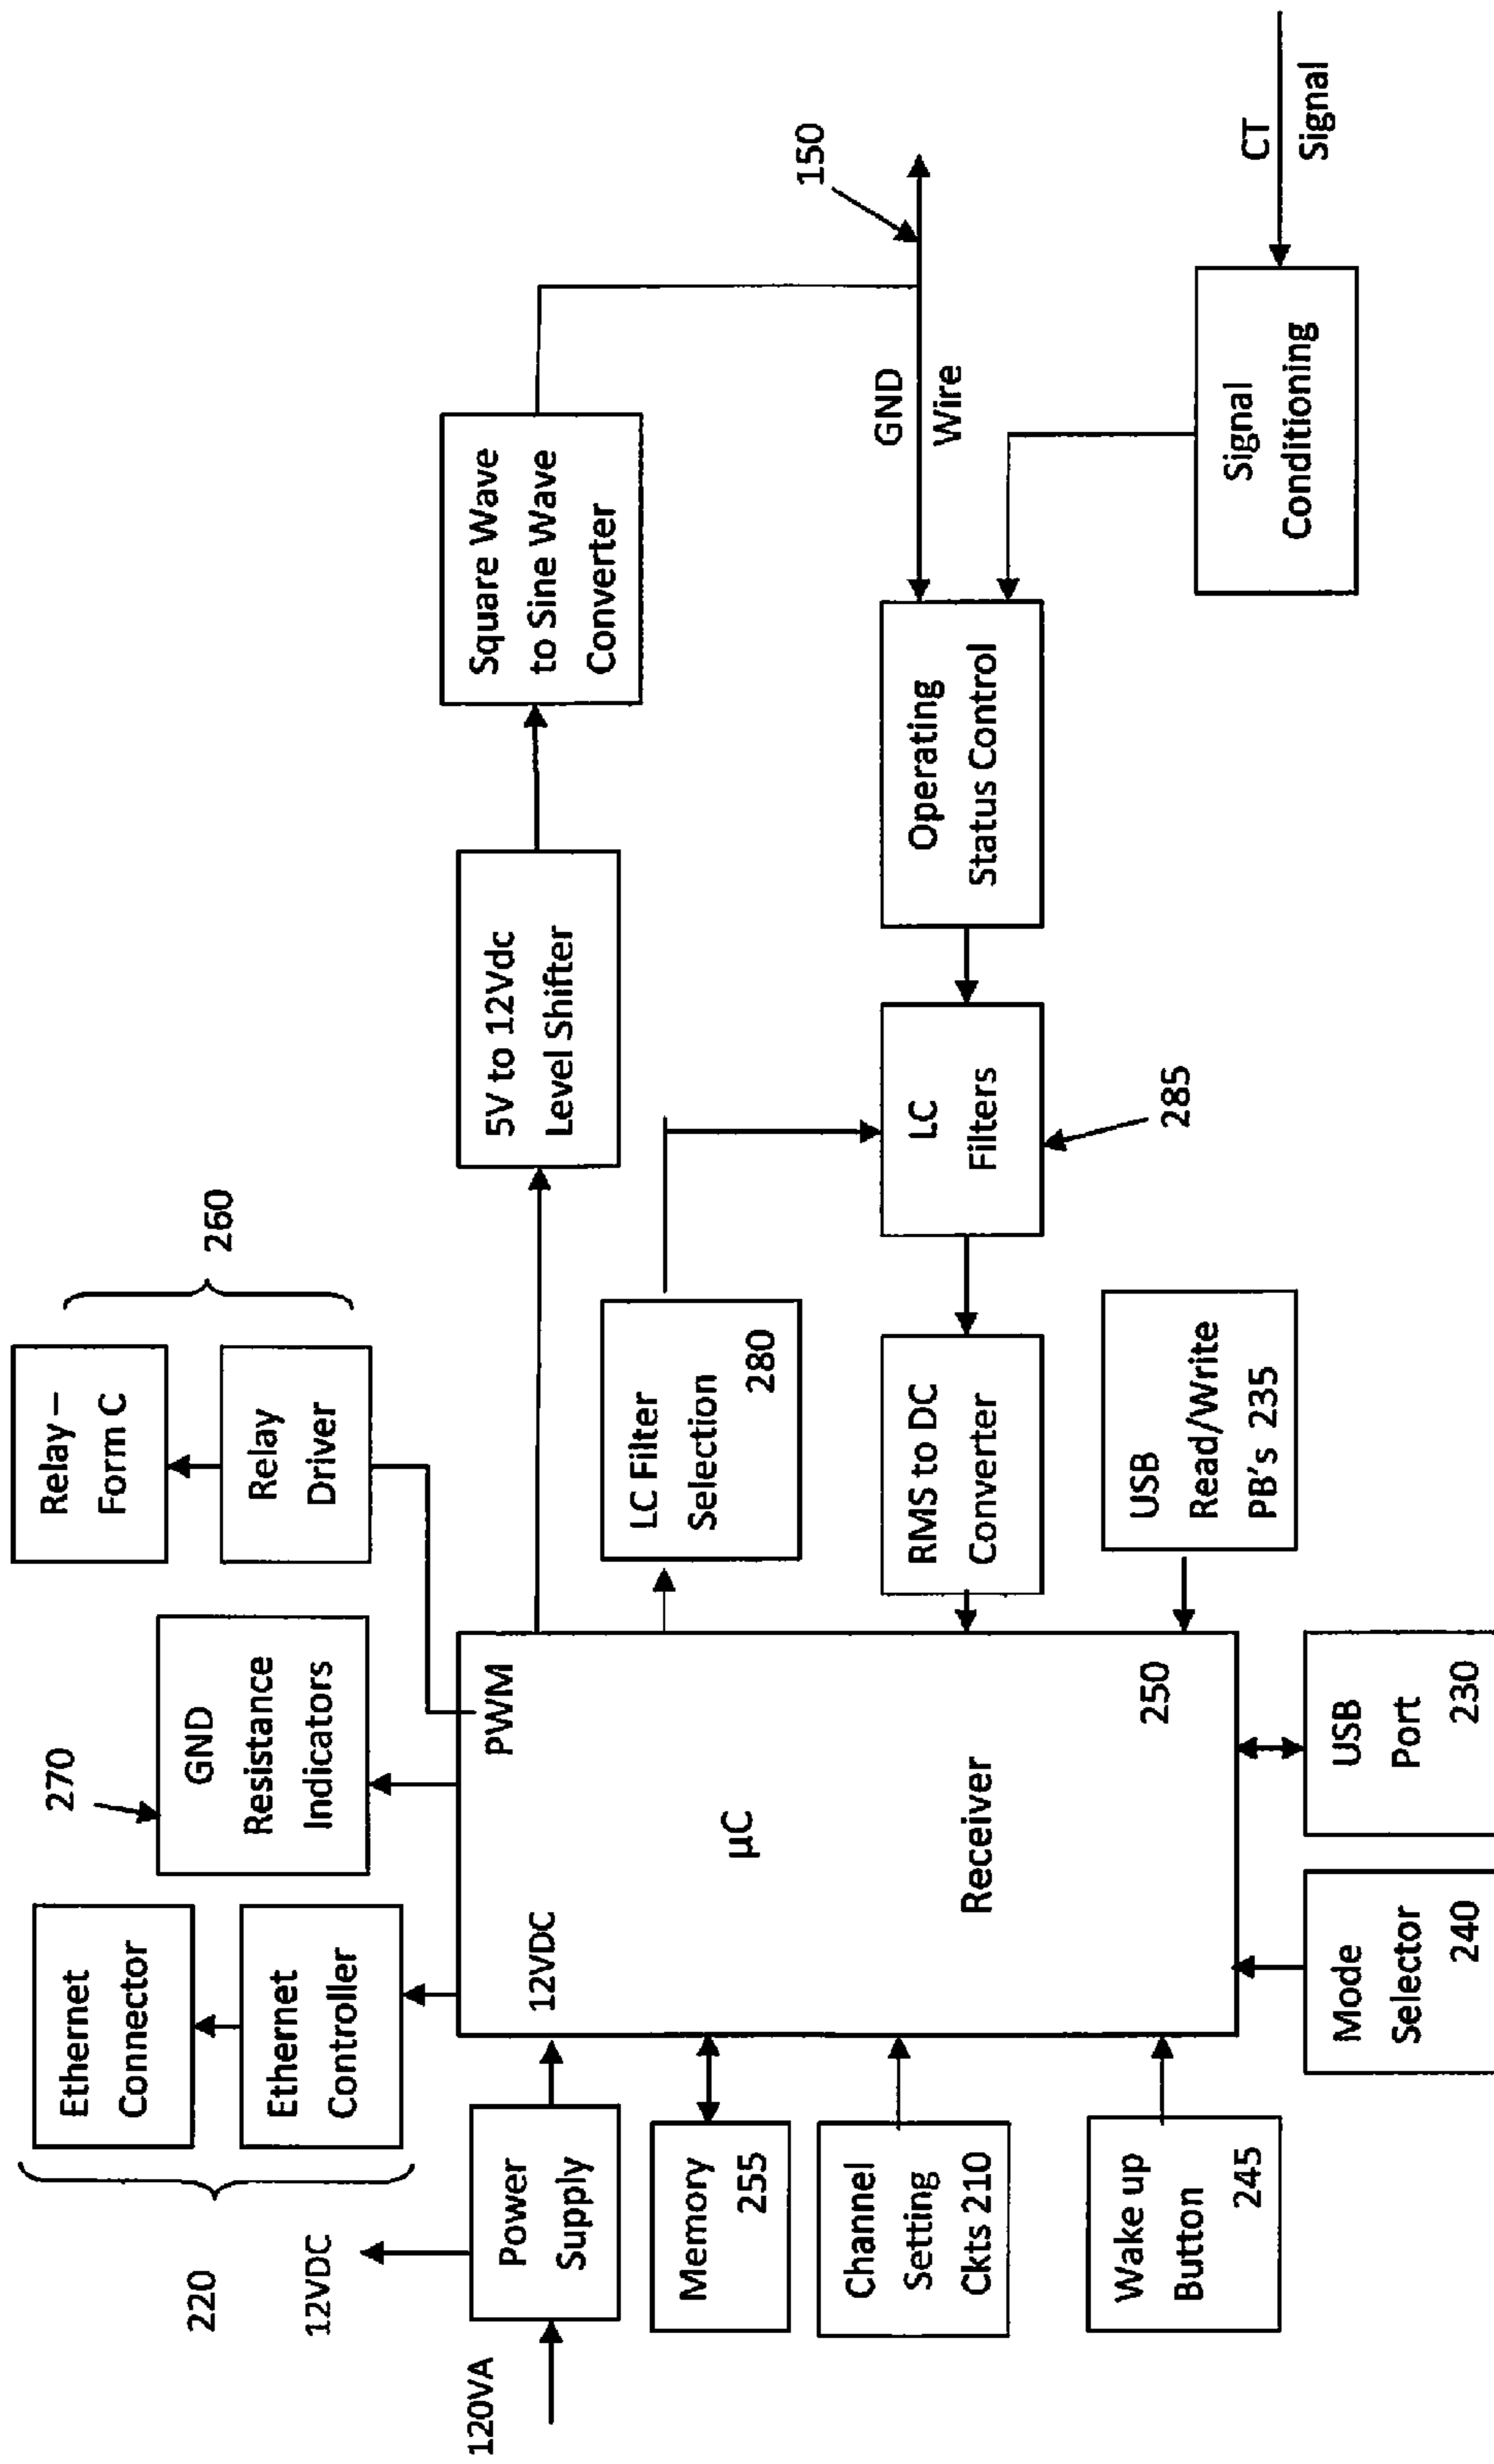 220
Ethernet
Connector
Ethernet
Controller
270
GND
Resistance
Indicators
Relay –
Form C
Relay
Driver
260
12VDC
120VA
Power
Supply
12VDC
PWM
5V to 12Vdc
Level Shifter
Square Wave
to Sine Wave
Converter
150
Memory
255
µC
Receiver
250
LC Filter
Selection
280
Channel
Setting
Ckts 210
RMS to DC
Converter
LC
Filters
285
Operating
Status Control
GND
Wire
Wake up
Button
245
USB
Read/Write
PB's 235
Signal
Conditioning
CT
Signal
Mode
Selector
240
USB
Port
230